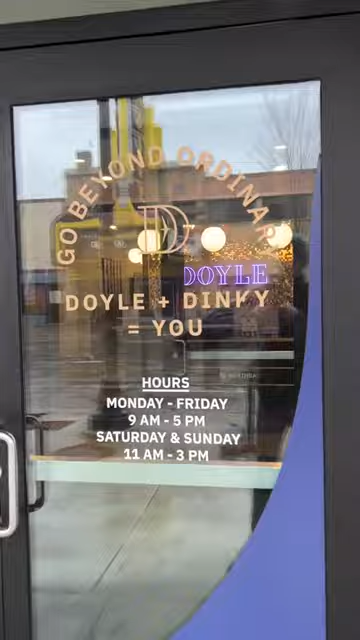 GO BEYOND ORDINARY
D
DOYLE
DOYLE + DINKY
= YOU
HOURS
MONDAY - FRIDAY
9 AM - 5 PM
SATURDAY & SUNDAY
11 AM - 3 PM